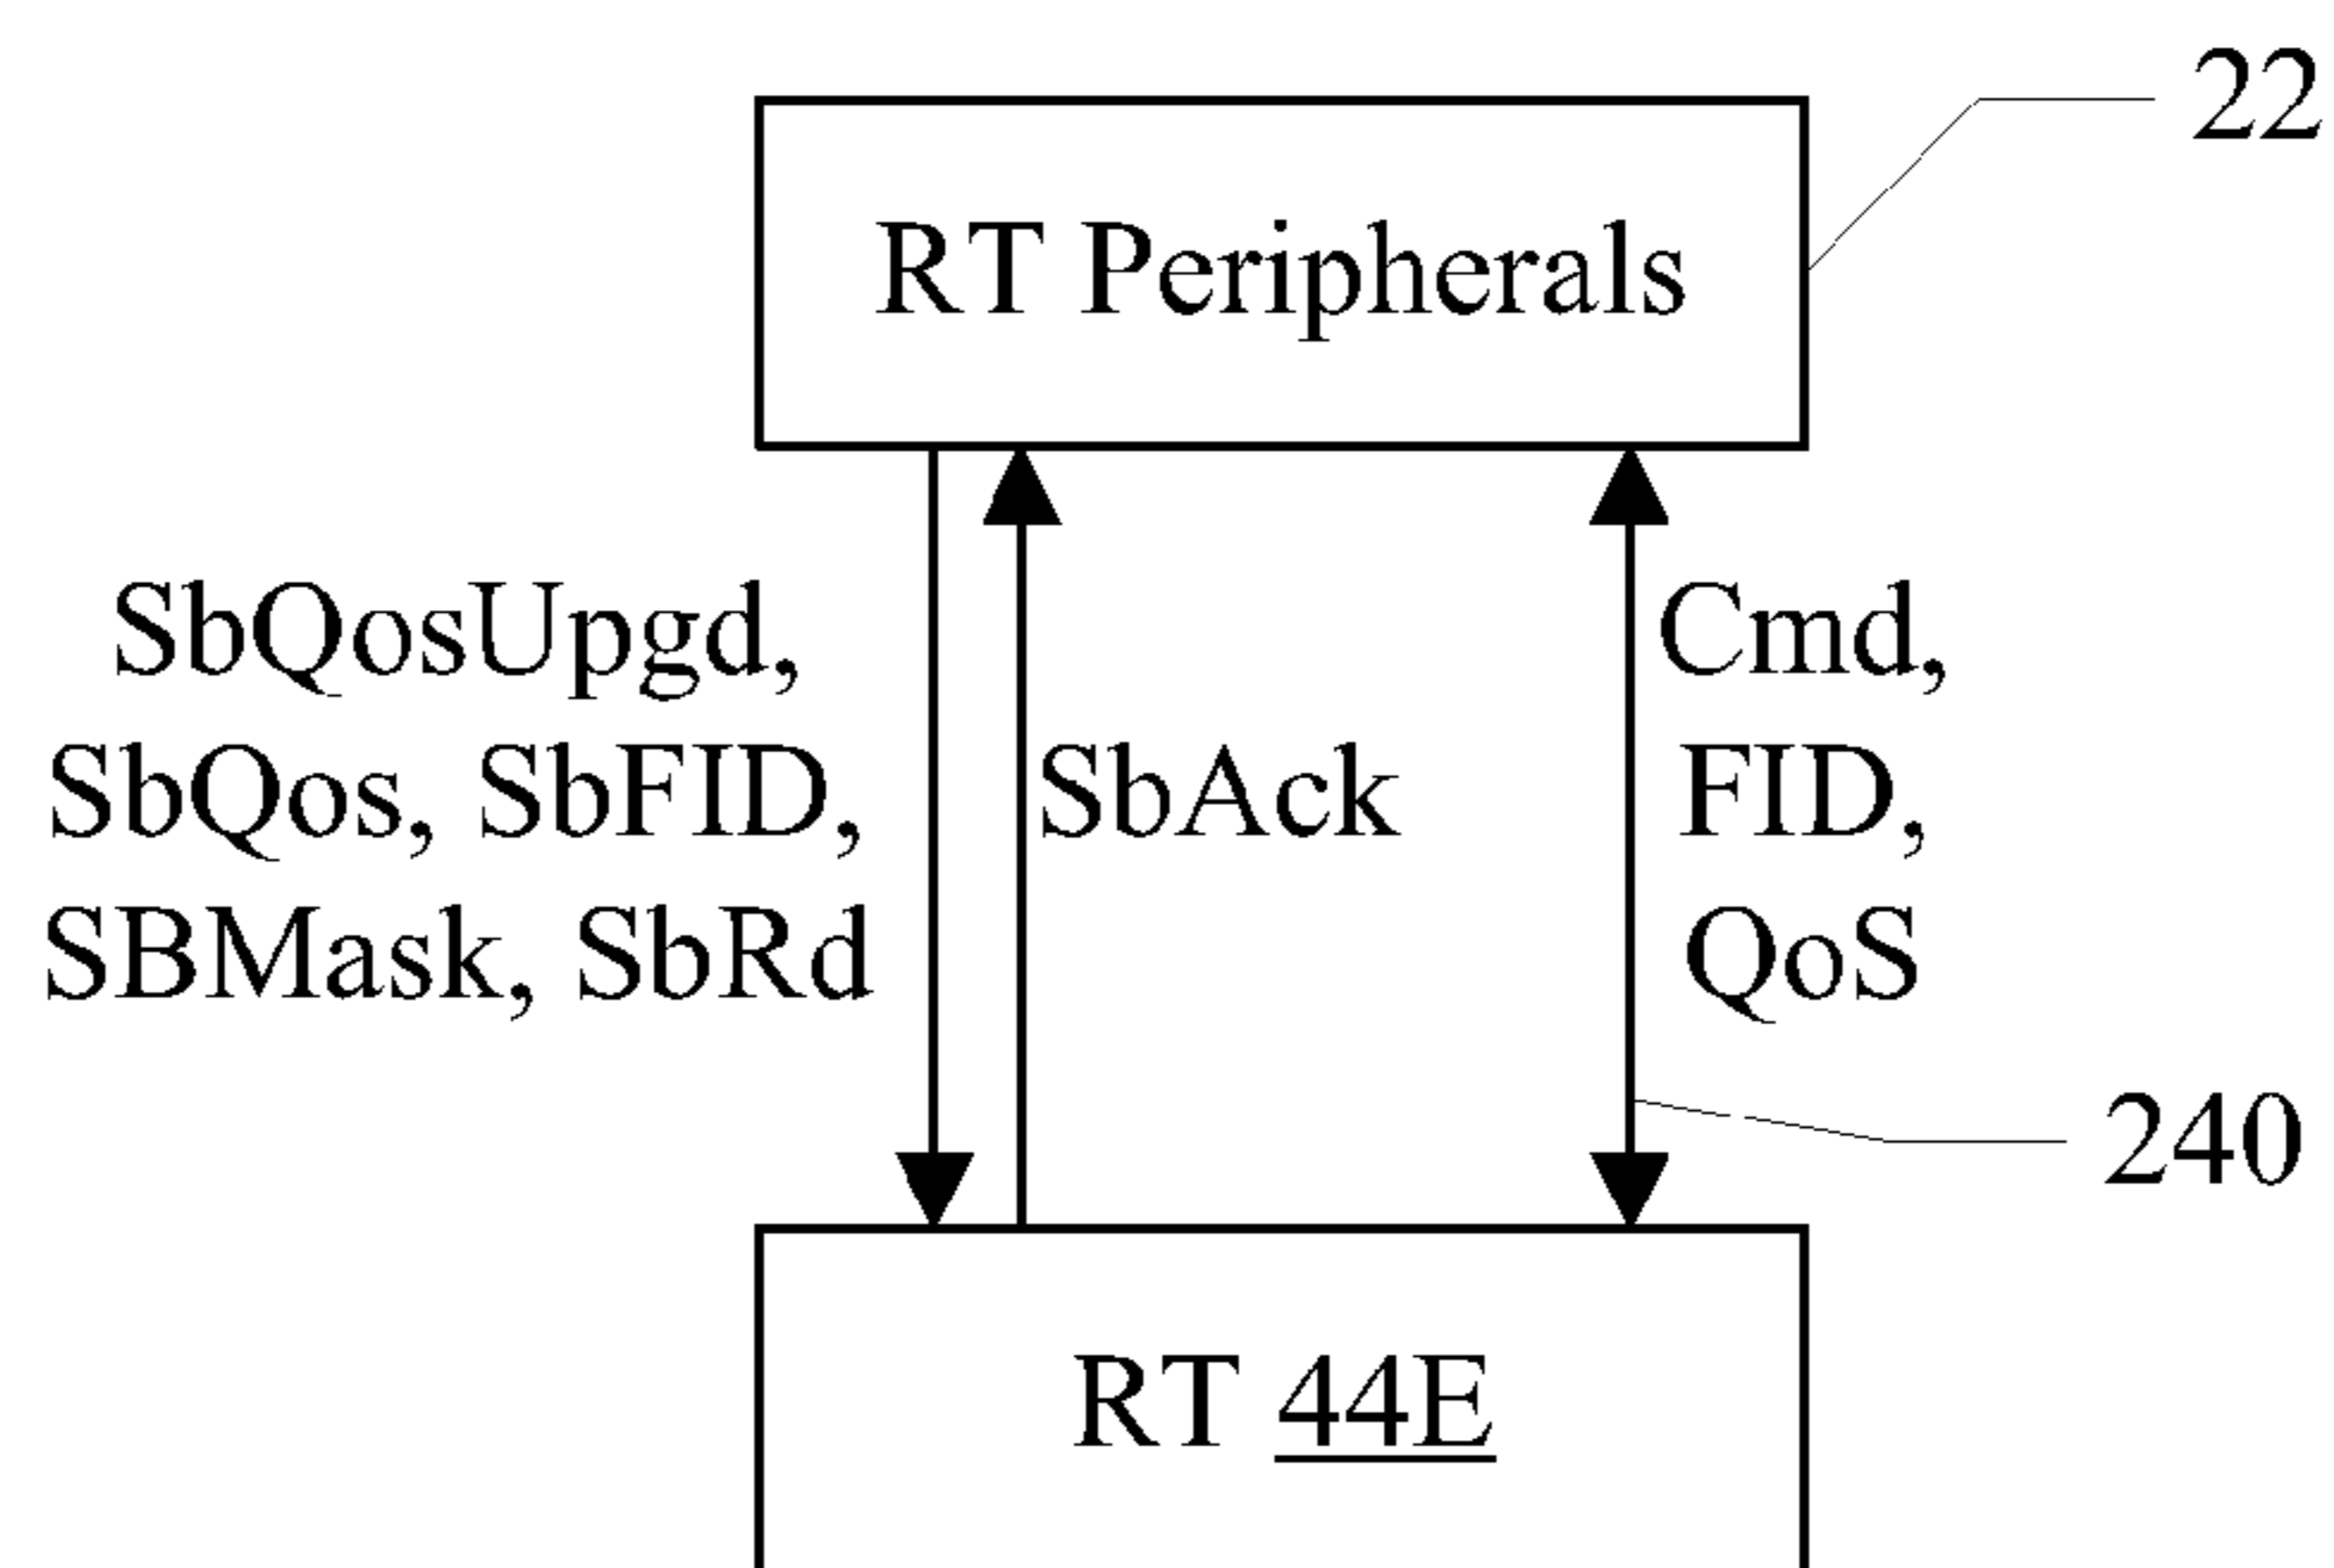 22
RT Peripherals
SbQosUpgd,
SbQos, SbFID,
SBMask, SbRd
SbAck
Cmd,
FID,
QoS
240
RT 44E